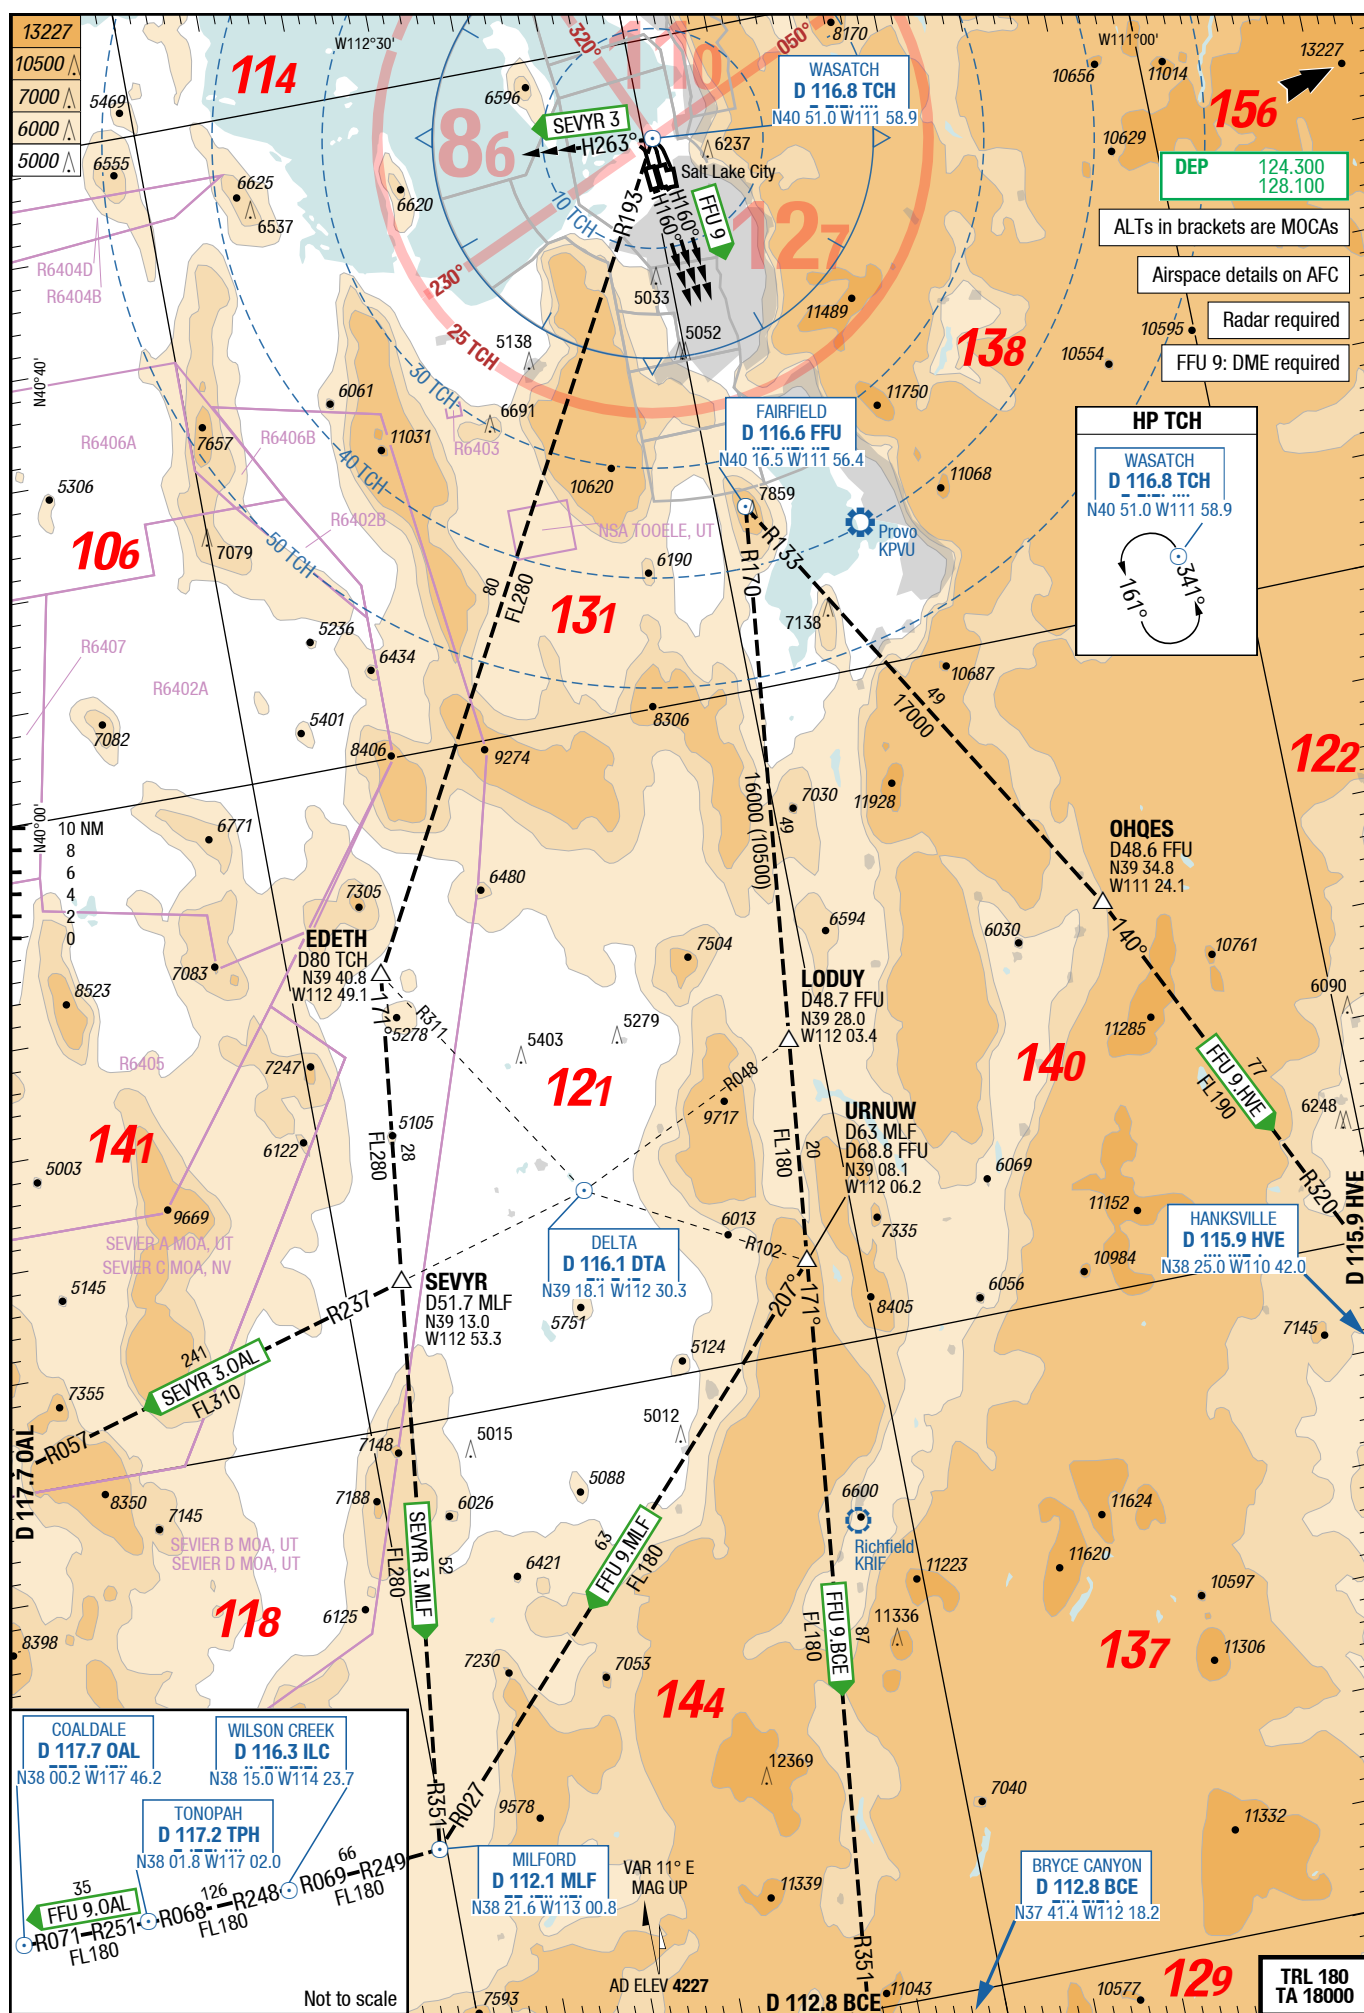 13227
10500
7000
6000
5000
5469
6555
114
W112°30'
6596
86
SEVYR 3
H263°
320°
110
050°
8170
WASATCH
D 116.8 TCH
N40 51.0 W111 58.9
W111°00'
10656
11014
13227
156
10629
DEP 124.300
128.100
ALTs in brackets are MOCAs
Airspace details on AFC
Radar required
FFU 9: DME required
6237
Salt Lake City
6625
6537
6620
R6404D
R6404B
R193
10 TCH
H160°
H160°
FFU 9
127
230°
25 TCH
5033
11489
5138
5052
138
10595
10554
N40°40'
30 TCH
6061
6691
11750
R6406A
7657
R6406B
11031
R6403
40 TCH
FAIRFIELD
D 116.6 FFU
N40 16.5 W111 56.4
HP TCH
WASATCH
D 116.8 TCH
N40 51.0 W111 58.9
341°
161°
5306
10620
7859
11068
106
R6402B
50 TCH
7079
NSA TOOELE, UT
R133
Provo
KPVU
80
FL280
6190
R170
131
7138
R6407
5236
R6402A
6434
10687
49
17000
5401
7082
8306
8406
9274
122
N40°00'
10 NM
8
6
4
2
0
6771
16000 (10500)
49
7030
11928
OHQES
D48.6 FFU
N39 34.8
W111 24.1
6480
7305
6594
6030
140°
10761
EDETH
D80 TCH
N39 40.8
W112 49.1
7083
7504
LODUY
D48.7 FFU
N39 28.0
W112 03.4
8523
171°
R311
5278
5279
5403
6090
11285
R6405
7247
121
R048
140
FFU 9.HVE
77
FL190
9717
URNUW
D63 MLF
D68.8 FFU
N39 08.1
W112 06.2
6248
141
5105
6122
FL280
28
FL180
20
5003
6069
R320
D 115.9 HVE
9669
SEVIER A MOA, UT
SEVIER C MOA, NV
6013
R102
7335
11152
HANKSVILLE
D 115.9 HVE
N38 25.0 W110 42.0
DELTA
D 116.1 DTA
N39 18.1 W112 30.3
10984
5145
SEVYR
D51.7 MLF
N39 13.0
W112 53.3
R237
207°
171°
6056
8405
5751
7145
241
SEVYR 3.OAL
FL310
5124
7355
R057
D 117.7 OAL
5012
5015
7148
8350
7145
7188
6026
5088
6600
11624
SEVIER B MOA, UT
SEVIER D MOA, UT
SEVYR 3.MLF
FL280
52
63
FFU 9.MLF
FL180
Richfield
KRIF
6421
11223
11620
10597
118
6125
FFU 9.BCE
FL180
87
11336
8398
137
11306
7230
7053
144
COALDALE
D 117.7 OAL
N38 00.2 W117 46.2
WILSON CREEK
D 116.3 ILC
N38 15.0 W114 23.7
TONOPAH
D 117.2 TPH
N38 01.8 W117 02.0
R351
R027
12369
7040
9578
11332
35
FFU 9.OAL
R071
R251
FL180
R068
126
R248
FL180
R069
66
R249
FL180
Not to scale
MILFORD
D 112.1 MLF
N38 21.6 W113 00.8
VAR 11° E
MAG UP
11339
BRYCE CANYON
D 112.8 BCE
N37 41.4 W112 18.2
R351
AD ELEV 4227
7593
D 112.8 BCE
11043
10577
129
TRL 180
TA 18000